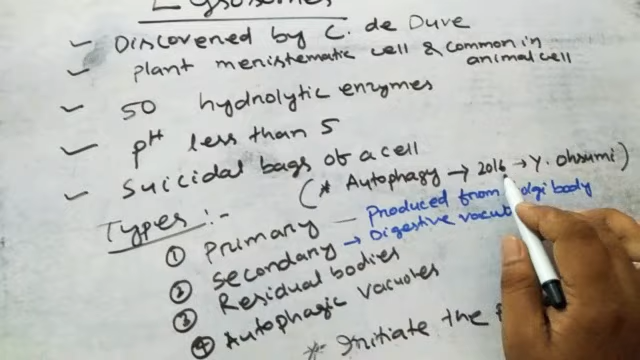 Lysosomes
Discovered by C. de Duve
Plant meristematic cell & common in animal cell
50 hydrolytic enzymes
pH less than 5
Suicidal bags of a cell
(* Autophagy → 2016 → Y. Ohsumi)
Types :-
① Primary – Produced from Golgi body
② Secondary → Digestive
③ Residual bodies
④ Autophagic vacuoles
* Initiate the